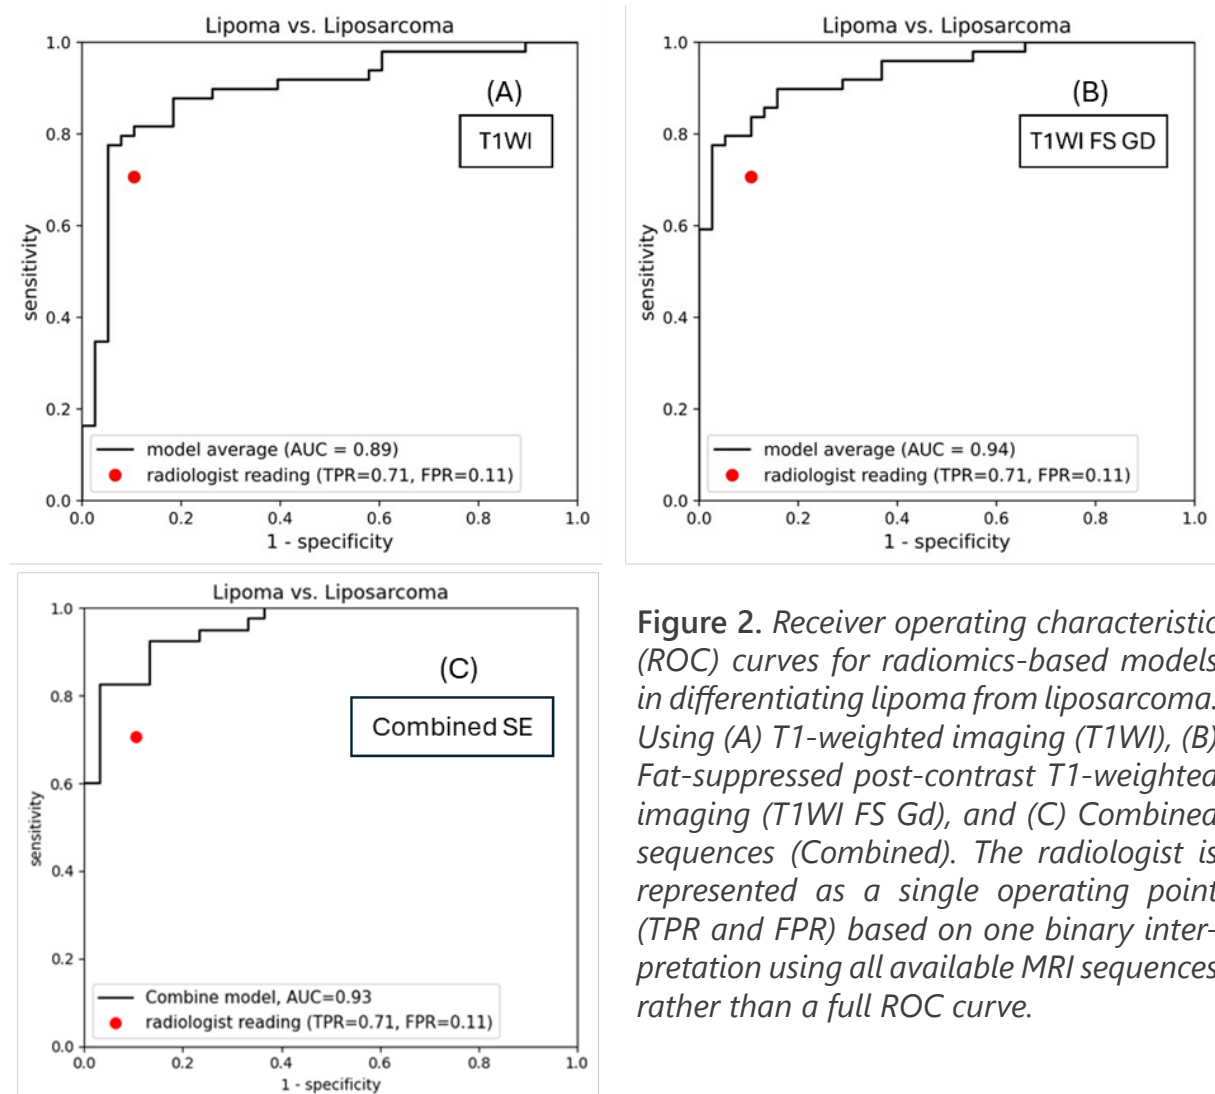 Lipoma vs. Liposarcoma
(A)
T1WI
sensitivity
1.0
0.8
0.6
0.4
0.2
0.0
model average (AUC = 0.89)
radiologist reading (TPR=0.71, FPR=0.11)
0.0 0.2 0.4 0.6 0.8 1.0
1 - specificity
Lipoma vs. Liposarcoma
(B)
T1WI FS GD
sensitivity
1.0
0.8
0.6
0.4
0.2
0.0
model average (AUC = 0.94)
radiologist reading (TPR=0.71, FPR=0.11)
0.0 0.2 0.4 0.6 0.8 1.0
1 - specificity
Lipoma vs. Liposarcoma
(C)
Combined SE
sensitivity
1.0
0.8
0.6
0.4
0.2
0.0
Combine model, AUC=0.93
radiologist reading (TPR=0.71, FPR=0.11)
0.0 0.2 0.4 0.6 0.8 1.0
1 - specificity
Figure 2. Receiver operating characteristic
(ROC) curves for radiomics-based models
in differentiating lipoma from liposarcoma.
Using (A) T1-weighted imaging (T1WI), (B)
Fat-suppressed post-contrast T1-weighted
imaging (T1WI FS Gd), and (C) Combined
sequences (Combined). The radiologist is
represented as a single operating point
(TPR and FPR) based on one binary inter-
pretation using all available MRI sequences
rather than a full ROC curve.